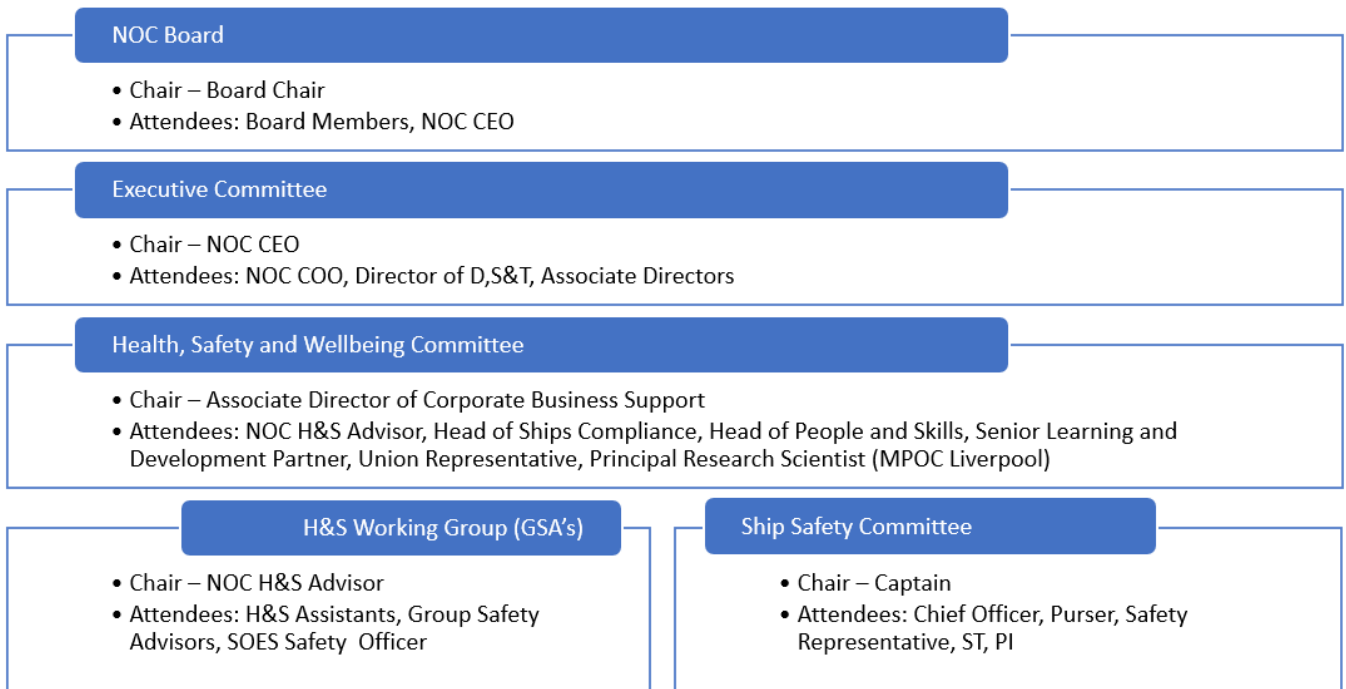 NOC Board
• Chair – Board Chair
• Attendees: Board Members, NOC CEO
Executive Committee
• Chair – NOC CEO
• Attendees: NOC COO, Director of D,S&T, Associate Directors
Health, Safety and Wellbeing Committee
• Chair – Associate Director of Corporate Business Support
• Attendees: NOC H&S Advisor, Head of Ships Compliance, Head of People and Skills, Senior Learning and
Development Partner, Union Representative, Principal Research Scientist (MPOC Liverpool)
H&S Working Group (GSA’s)
• Chair – NOC H&S Advisor
• Attendees: H&S Assistants, Group Safety
Advisors, SOES Safety Officer
Ship Safety Committee
• Chair – Captain
• Attendees: Chief Officer, Purser, Safety
Representative, ST, PI